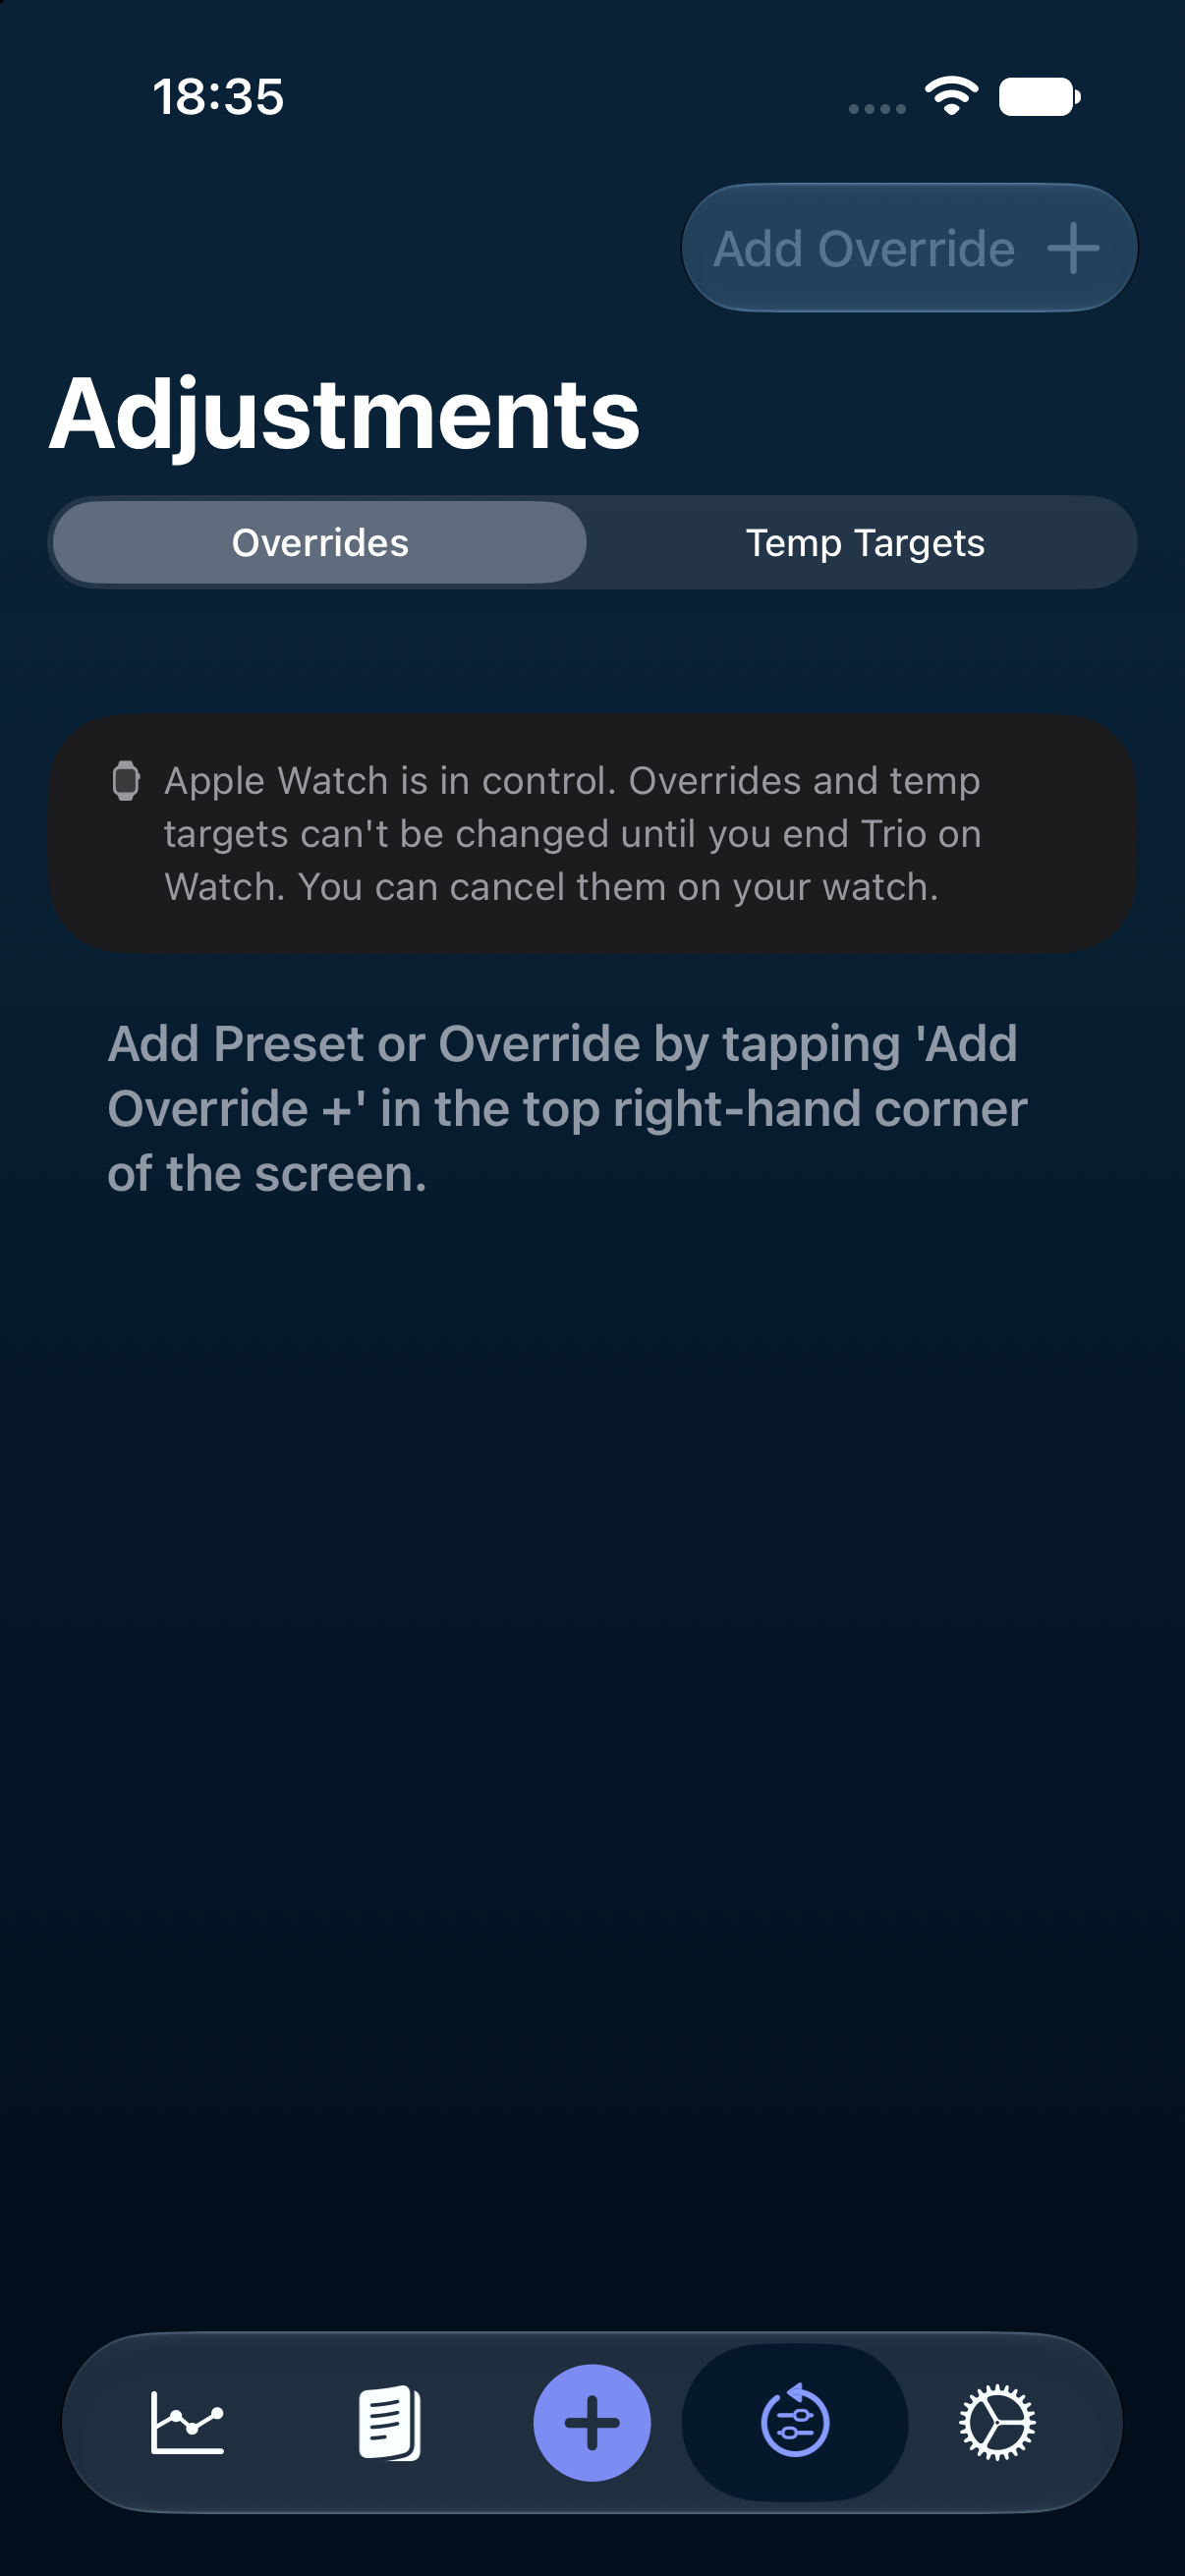 18:35
Add Override +
Adjustments
Overrides
Temp Targets
Apple Watch is in control. Overrides and temp
targets can't be changed until you end Trio on
Watch. You can cancel them on your watch.
Add Preset or Override by tapping 'Add
Override +' in the top right-hand corner
of the screen.